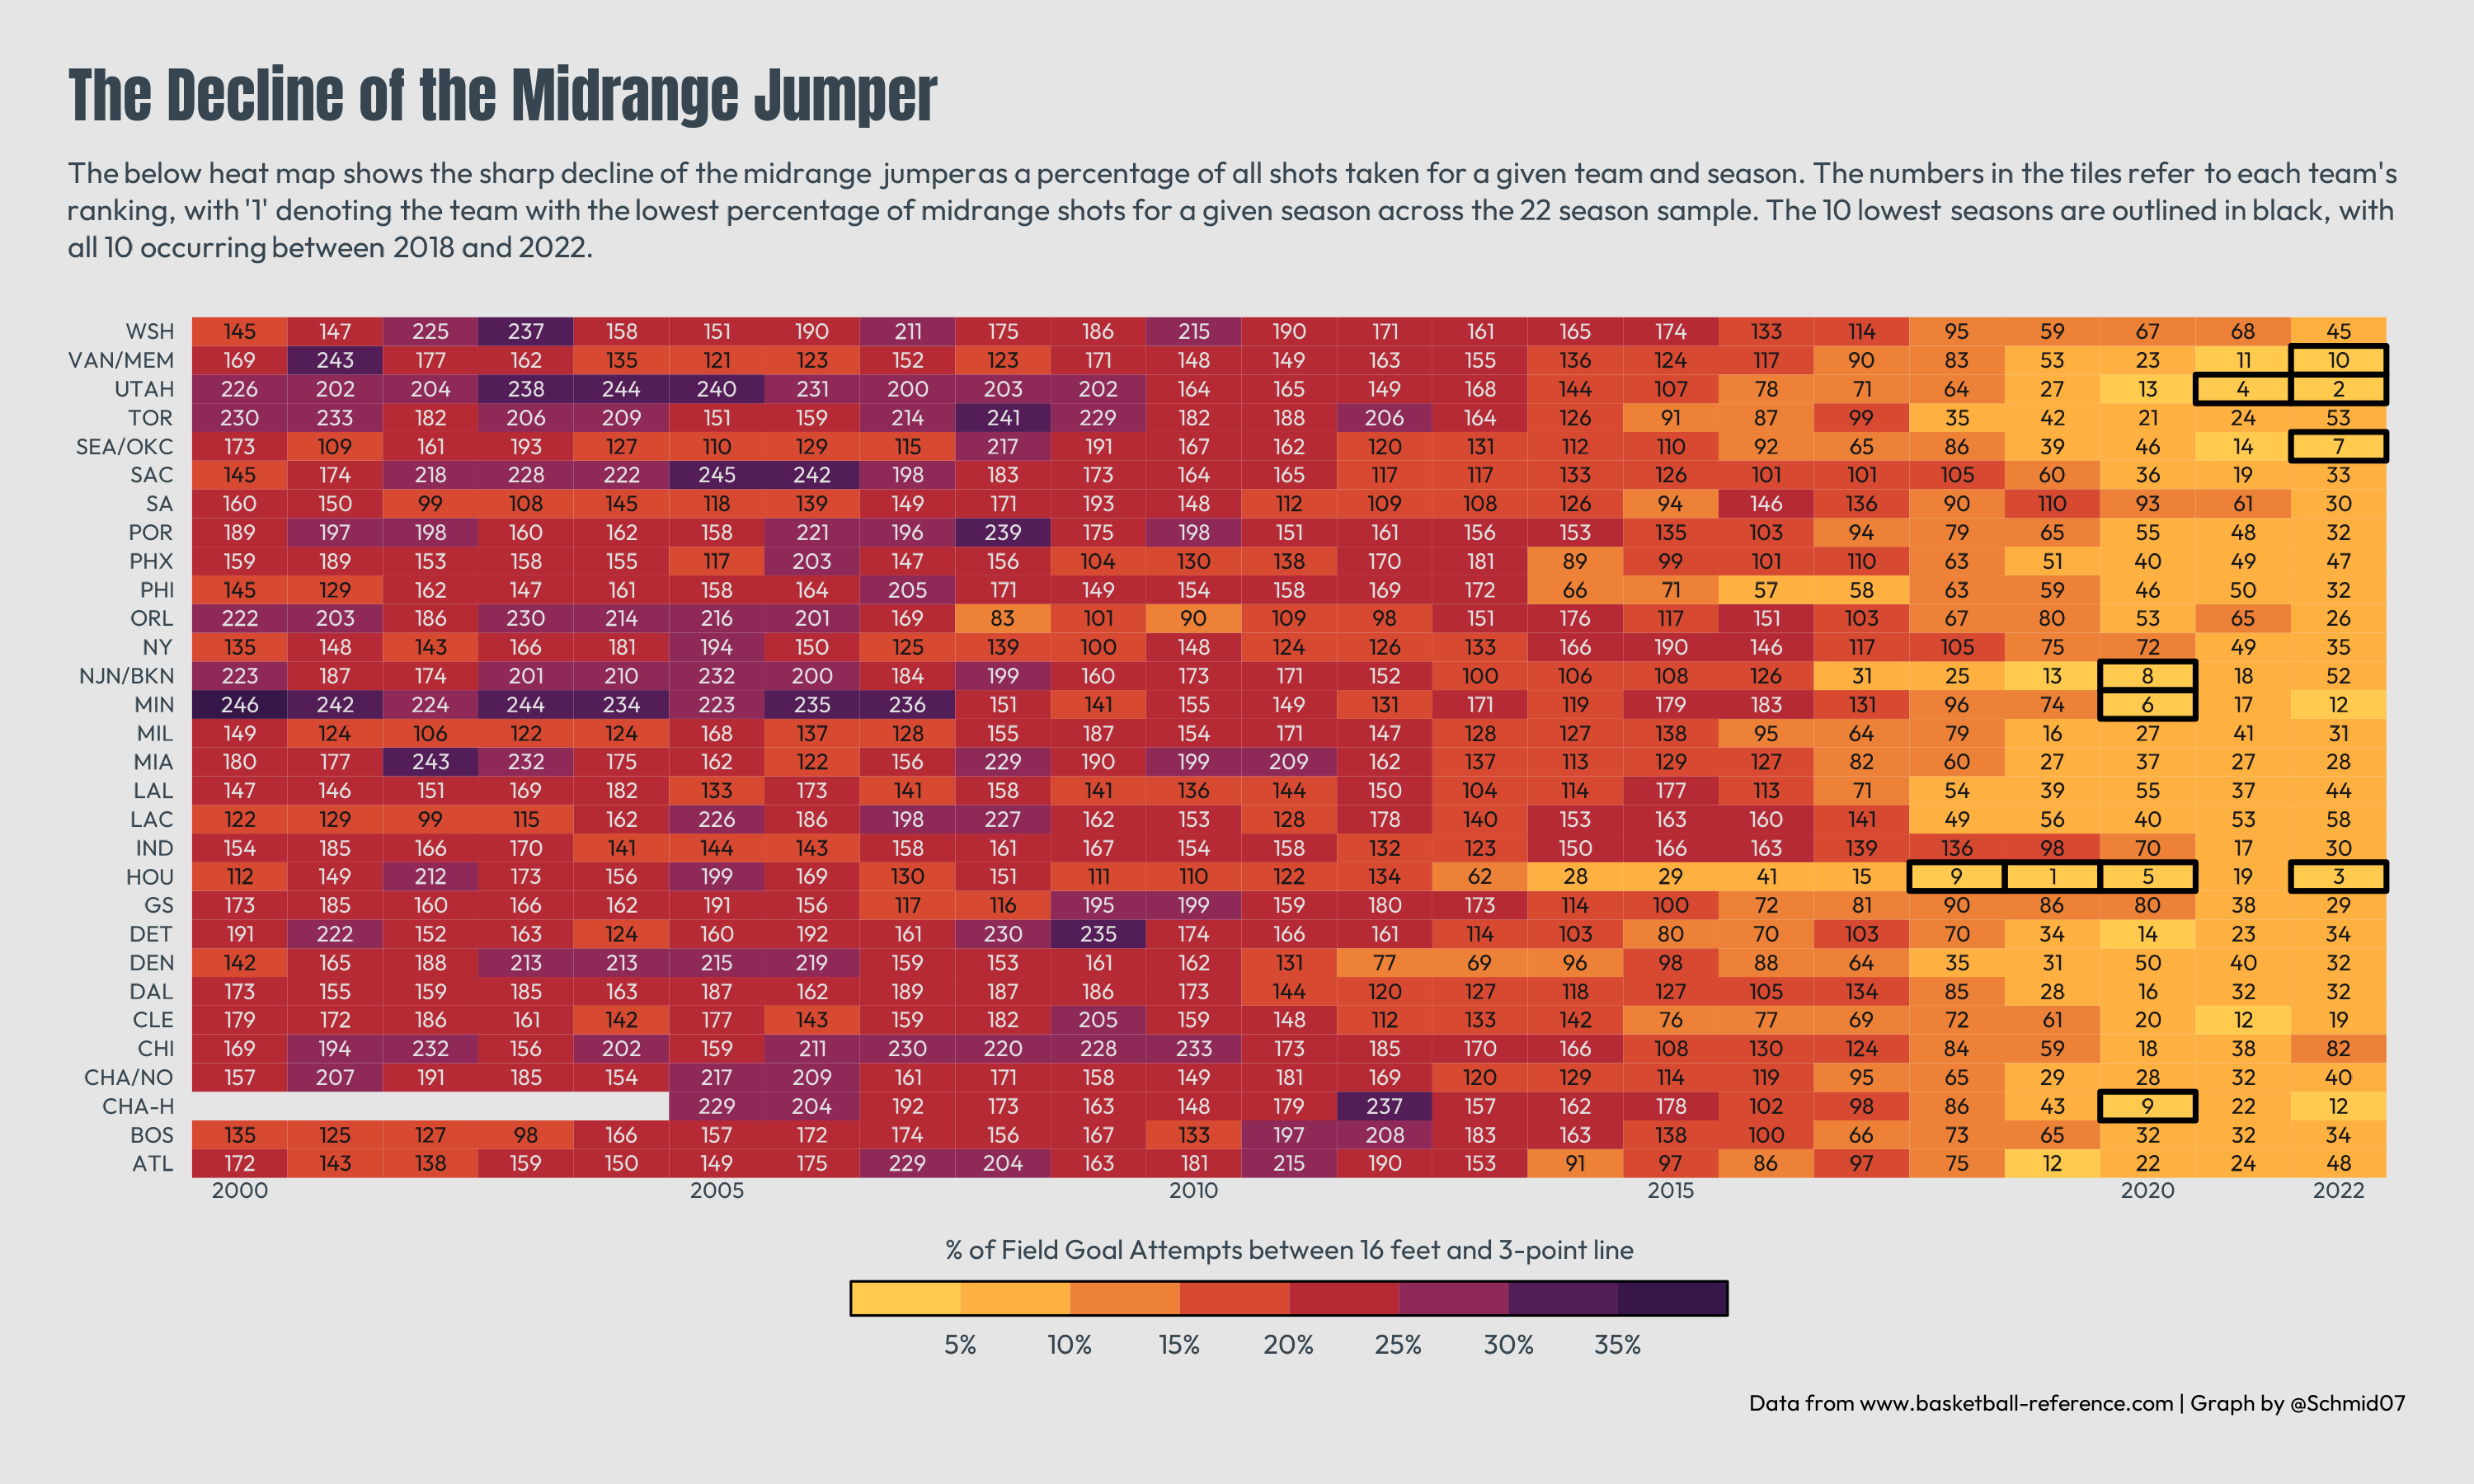 The Decline of the Midrange Jumper
The below heat map shows the sharp decline of the midrange jumper as a percentage of all shots taken for a given team and season. The numbers in the tiles refer to each team's
ranking, with '1' denoting the team with the lowest percentage of midrange shots for a given season across the 22 season sample. The 10 lowest seasons are outlined in black, with
all 10 occurring between 2018 and 2022.
WSH 145 147 225 237 158 151 190 211 175 186 215 190 171 161 165 174 133 114 95 59 67 68 45
VAN/MEM 169 243 177 162 135 121 123 152 123 171 148 149 163 155 136 124 117 90 83 53 23 11 10
UTAH 226 202 204 238 244 240 231 200 203 202 164 165 149 168 144 107 78 71 64 27 13 4 2
TOR 230 233 182 206 209 151 159 214 241 229 182 188 206 164 126 91 87 99 35 42 21 24 53
SEA/OKC 173 109 161 193 127 110 129 115 217 191 167 162 120 131 112 110 92 65 86 39 46 14 7
SAC 145 174 218 228 222 245 242 198 183 173 164 165 117 117 133 126 101 101 105 60 36 19 33
SA 160 150 99 108 145 118 139 149 171 193 148 112 109 108 126 94 146 136 90 110 93 61 30
POR 189 197 198 160 162 158 221 196 239 175 198 151 161 156 153 135 103 94 79 65 55 48 32
PHX 159 189 153 158 155 117 203 147 156 104 130 138 170 181 89 99 101 110 63 51 40 49 47
PHI 145 129 162 147 161 158 164 205 171 149 154 158 169 172 66 71 57 58 63 59 46 50 32
ORL 222 203 186 230 214 216 201 169 83 101 90 109 98 151 176 117 151 103 67 80 53 65 26
NY 135 148 143 166 181 194 150 125 139 100 148 124 126 133 166 190 146 117 105 75 72 49 35
NJN/BKN 223 187 174 201 210 232 200 184 199 160 173 171 152 100 106 108 126 31 25 13 8 18 52
MIN 246 242 224 244 234 223 235 236 151 141 155 149 131 171 119 179 183 131 96 74 6 17 12
MIL 149 124 106 122 124 168 137 128 155 187 154 171 147 128 127 138 95 64 79 16 27 41 31
MIA 180 177 243 232 175 162 122 156 229 190 199 209 162 137 113 129 127 82 60 27 37 27 28
LAL 147 146 151 169 182 133 173 141 158 141 136 144 150 104 114 177 113 71 54 39 55 37 44
LAC 122 129 99 115 162 226 186 198 227 162 153 128 178 140 153 163 160 141 49 56 40 53 58
IND 154 185 166 170 141 144 143 158 161 167 154 158 132 123 150 166 163 139 136 98 70 17 30
HOU 112 149 212 173 156 199 169 130 151 111 110 122 134 62 28 29 41 15 9 1 5 19 3
GS 173 185 160 166 162 191 156 117 116 195 199 159 180 173 114 100 72 81 90 86 80 38 29
DET 191 222 152 163 124 160 192 161 230 235 174 166 161 114 103 80 70 103 70 34 14 23 34
DEN 142 165 188 213 213 215 219 159 153 161 162 131 77 69 96 98 88 64 35 31 50 40 32
DAL 173 155 159 185 163 187 162 189 187 186 173 144 120 127 118 127 105 134 85 28 16 32 32
CLE 179 172 186 161 142 177 143 159 182 205 159 148 112 133 142 76 77 69 72 61 20 12 19
CHI 169 194 232 156 202 159 211 230 220 228 233 173 185 170 166 108 130 124 84 59 18 38 82
CHA/NO 157 207 191 185 154 217 209 161 171 158 149 181 169 120 129 114 119 95 65 29 28 32 40
CHA-H 229 204 192 173 163 148 179 237 157 162 178 102 98 86 43 9 22 12
BOS 135 125 127 98 166 157 172 174 156 167 133 197 208 183 163 138 100 66 73 65 32 32 34
ATL 172 143 138 159 150 149 175 229 204 163 181 215 190 153 91 97 86 97 75 12 22 24 48
2000 2005 2010 2015 2020 2022
% of Field Goal Attempts between 16 feet and 3-point line
5% 10% 15% 20% 25% 30% 35%
Data from www.basketball-reference.com | Graph by @Schmid07